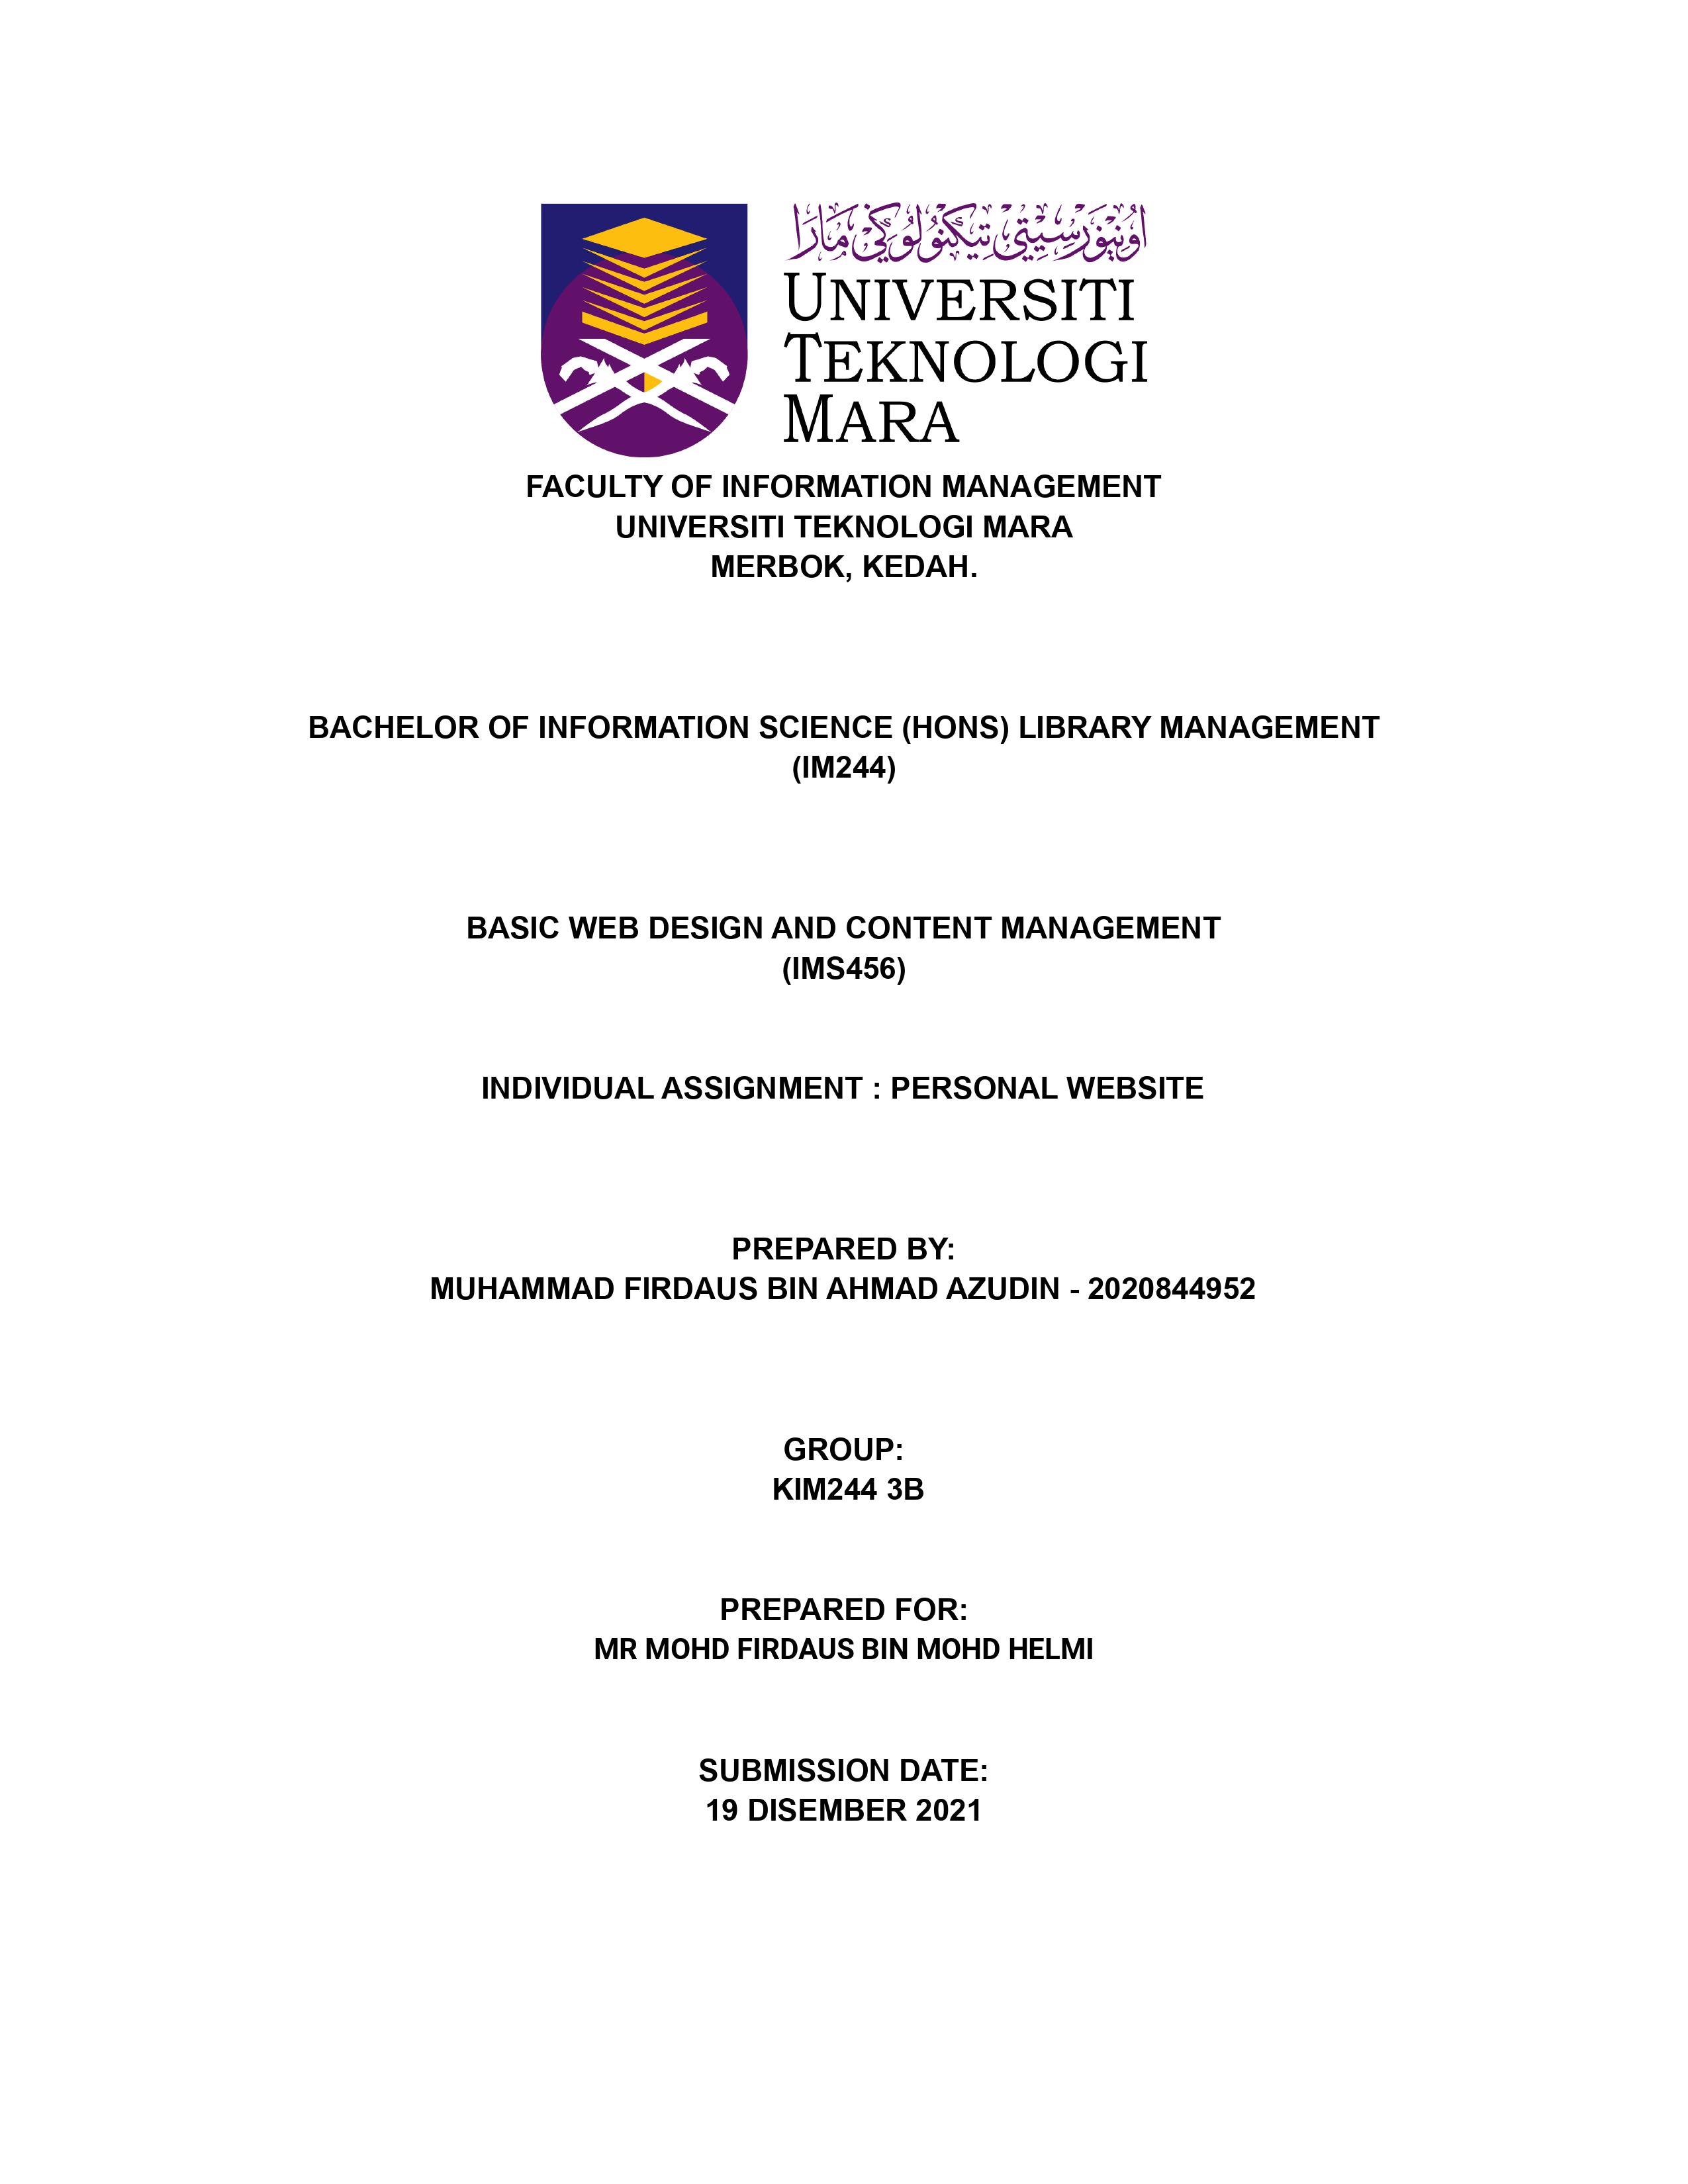 اونيۏرسيتي تيكنولوڬي مارا
UNIVERSITI
TEKNOLOGI
MARA
FACULTY OF INFORMATION MANAGEMENT
UNIVERSITI TEKNOLOGI MARA
MERBOK, KEDAH.
BACHELOR OF INFORMATION SCIENCE (HONS) LIBRARY MANAGEMENT
(IM244)
BASIC WEB DESIGN AND CONTENT MANAGEMENT
(IMS456)
INDIVIDUAL ASSIGNMENT : PERSONAL WEBSITE
PREPARED BY:
MUHAMMAD FIRDAUS BIN AHMAD AZUDIN - 2020844952
GROUP:
KIM244 3B
PREPARED FOR:
MR MOHD FIRDAUS BIN MOHD HELMI
SUBMISSION DATE:
19 DISEMBER 2021